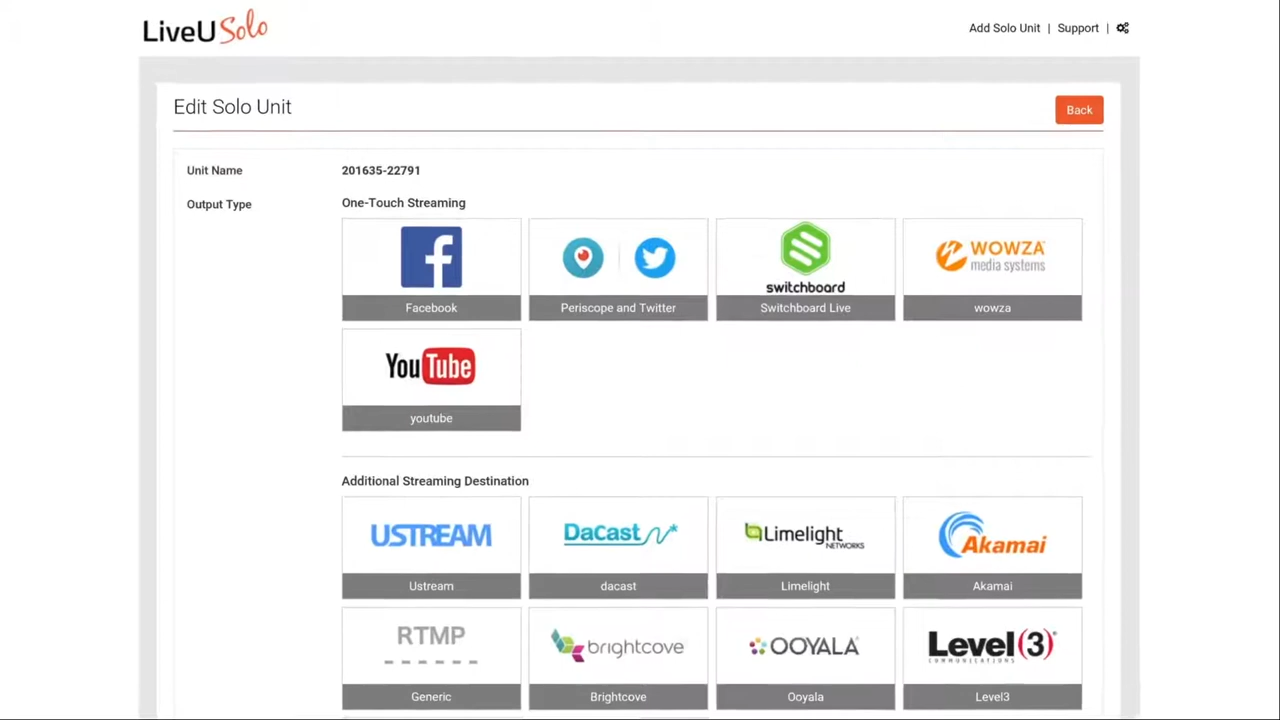 LiveU Solo
Add Solo Unit | Support |
Edit Solo Unit
Back
Unit Name
201635-22791
Output Type
One-Touch Streaming
f
switchboard
WOWZA
media systems
Facebook
Periscope and Twitter
Switchboard Live
wowza
YouTube
youtube
Additional Streaming Destination
USTREAM
DaCast
Limelight
NETWORKS
Akamai
Ustream
dacast
Limelight
Akamai
RTMP
brightcove
OOYALA
Level(3)
COMMUNICATIONS
Generic
Brightcove
Ooyala
Level3